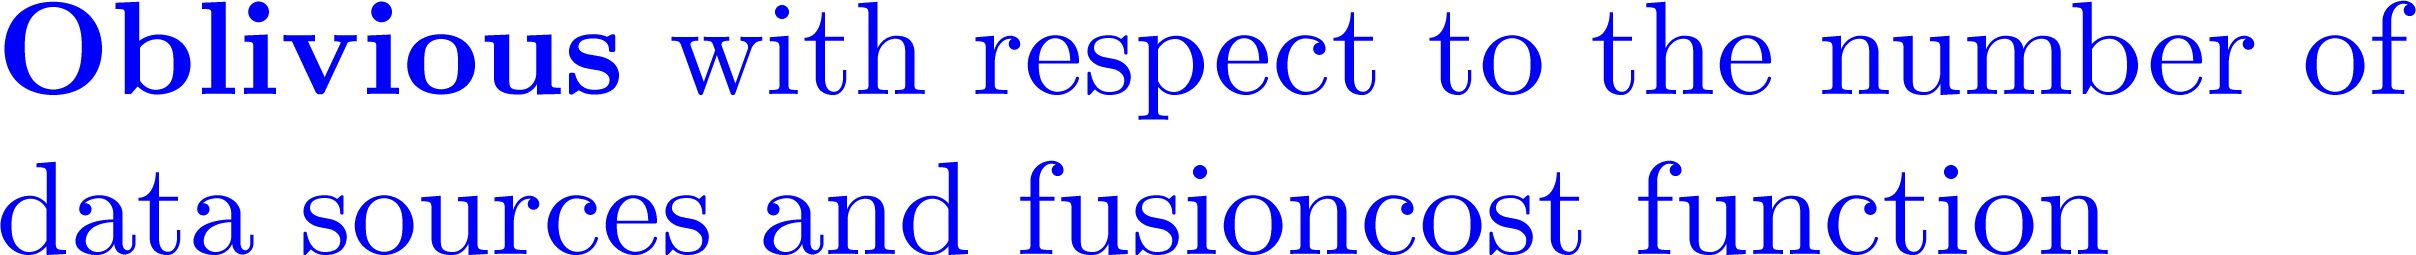 Oblivious with respect to the number of
data sources and fusioncost function